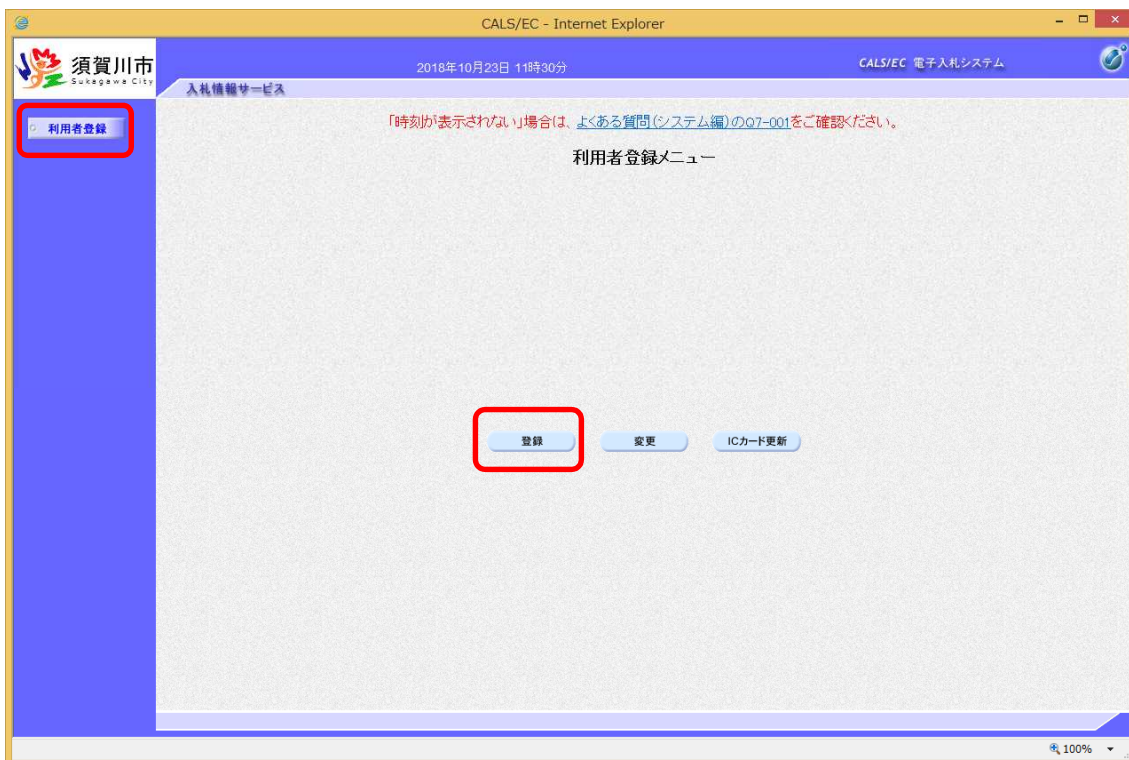 CALS/EC - Internet Explorer
須賀川市
Sukagawa City
2018年10月23日 11時30分
CALS/EC 電子入札システム
入札情報サービス
利用者登録
「時刻が表示されない」場合は、よくある質問(システム編)のQ7-001をご確認ください。
利用者登録メニュー
登録
変更
ICカード更新
100%